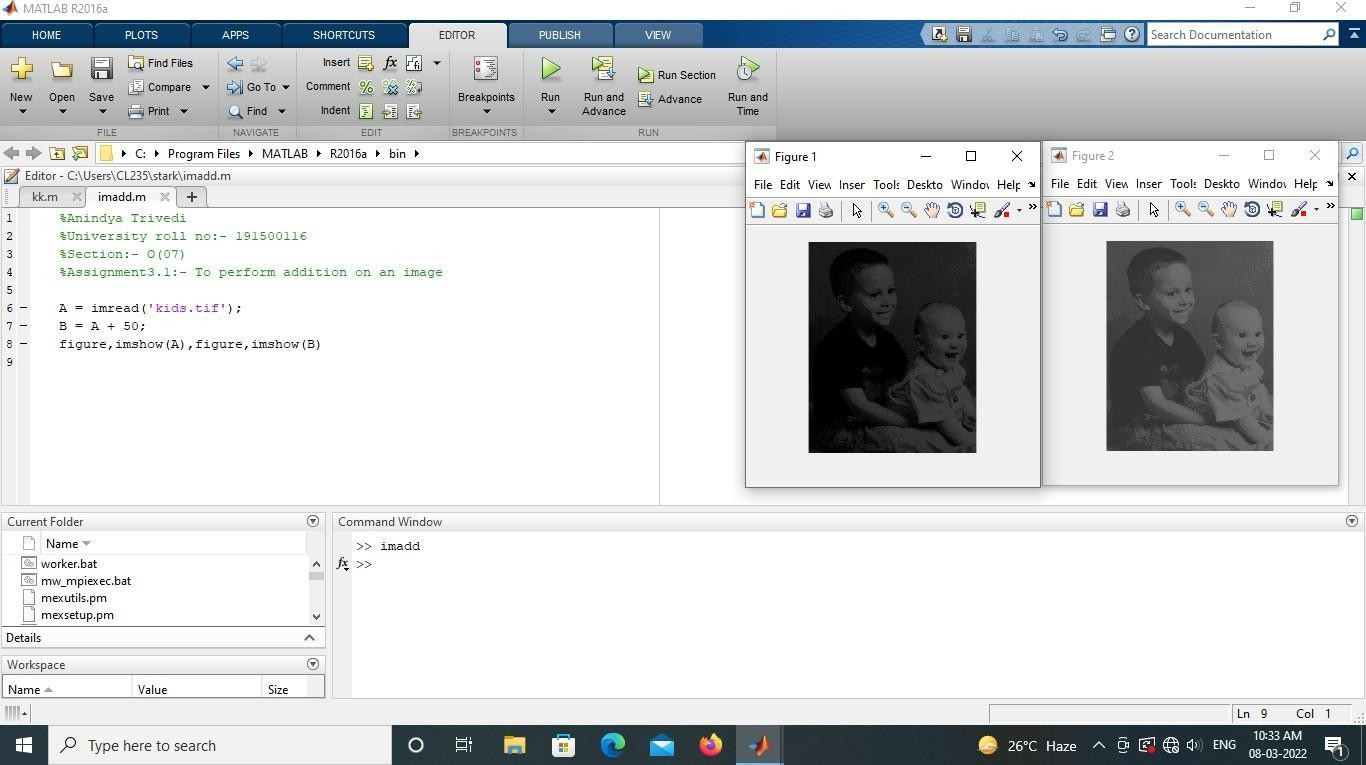 MATLAB R2016a
HOME PLOTS APPS SHORTCUTS EDITOR PUBLISH VIEW Search Documentation
New Open Save Find Files Compare Print
Go To Find
Insert fx
Comment
Indent
Breakpoints
Run Run and Advance Run Section Advance Run and Time
FILE NAVIGATE EDIT BREAKPOINTS RUN
C: Program Files MATLAB R2016a bin
Editor - C:\Users\CL235\stark\imadd.m
kk.m imadd.m
1 %Anindya Trivedi
2 %University roll no:- 191500116
3 %Section:- O(07)
4 %Assignment3.1:- To perform addition on an image
5
6 A = imread('kids.tif');
7 B = A + 50;
8 figure,imshow(A),figure,imshow(B)
9
Figure 1
File Edit View Inser Tools Deskto Windov Help
Figure 2
File Edit View Inser Tools Deskto Windov Help
Current Folder
Name
worker.bat
mw_mpiexec.bat
mexutils.pm
mexsetup.pm
Details
Workspace
Name Value Size
Command Window
>> imadd
fx >>
Ln 9 Col 1
Type here to search
26°C Haze
ENG
10:33 AM
08-03-2022
1